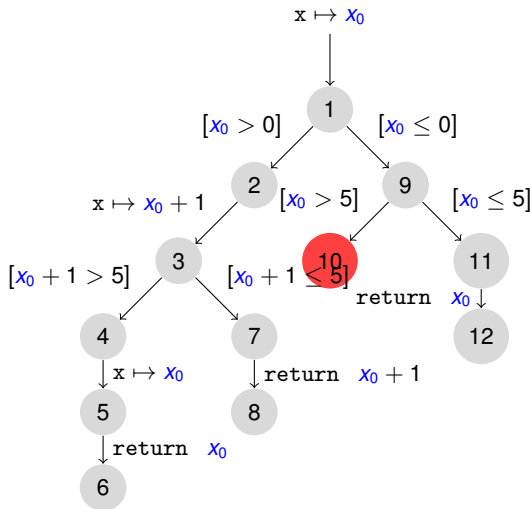 x ↦ x₀
1
[x₀ > 0] [x₀ ≤ 0]
2 [x₀ > 5] 9 [x₀ ≤ 5]
x ↦ x₀ + 1
3 10 11
[x₀ + 1 > 5] [x₀ + 1 ≤ 5]
return x₀
4 7 12
x ↦ x₀ return x₀ + 1
5 8
return x₀
6